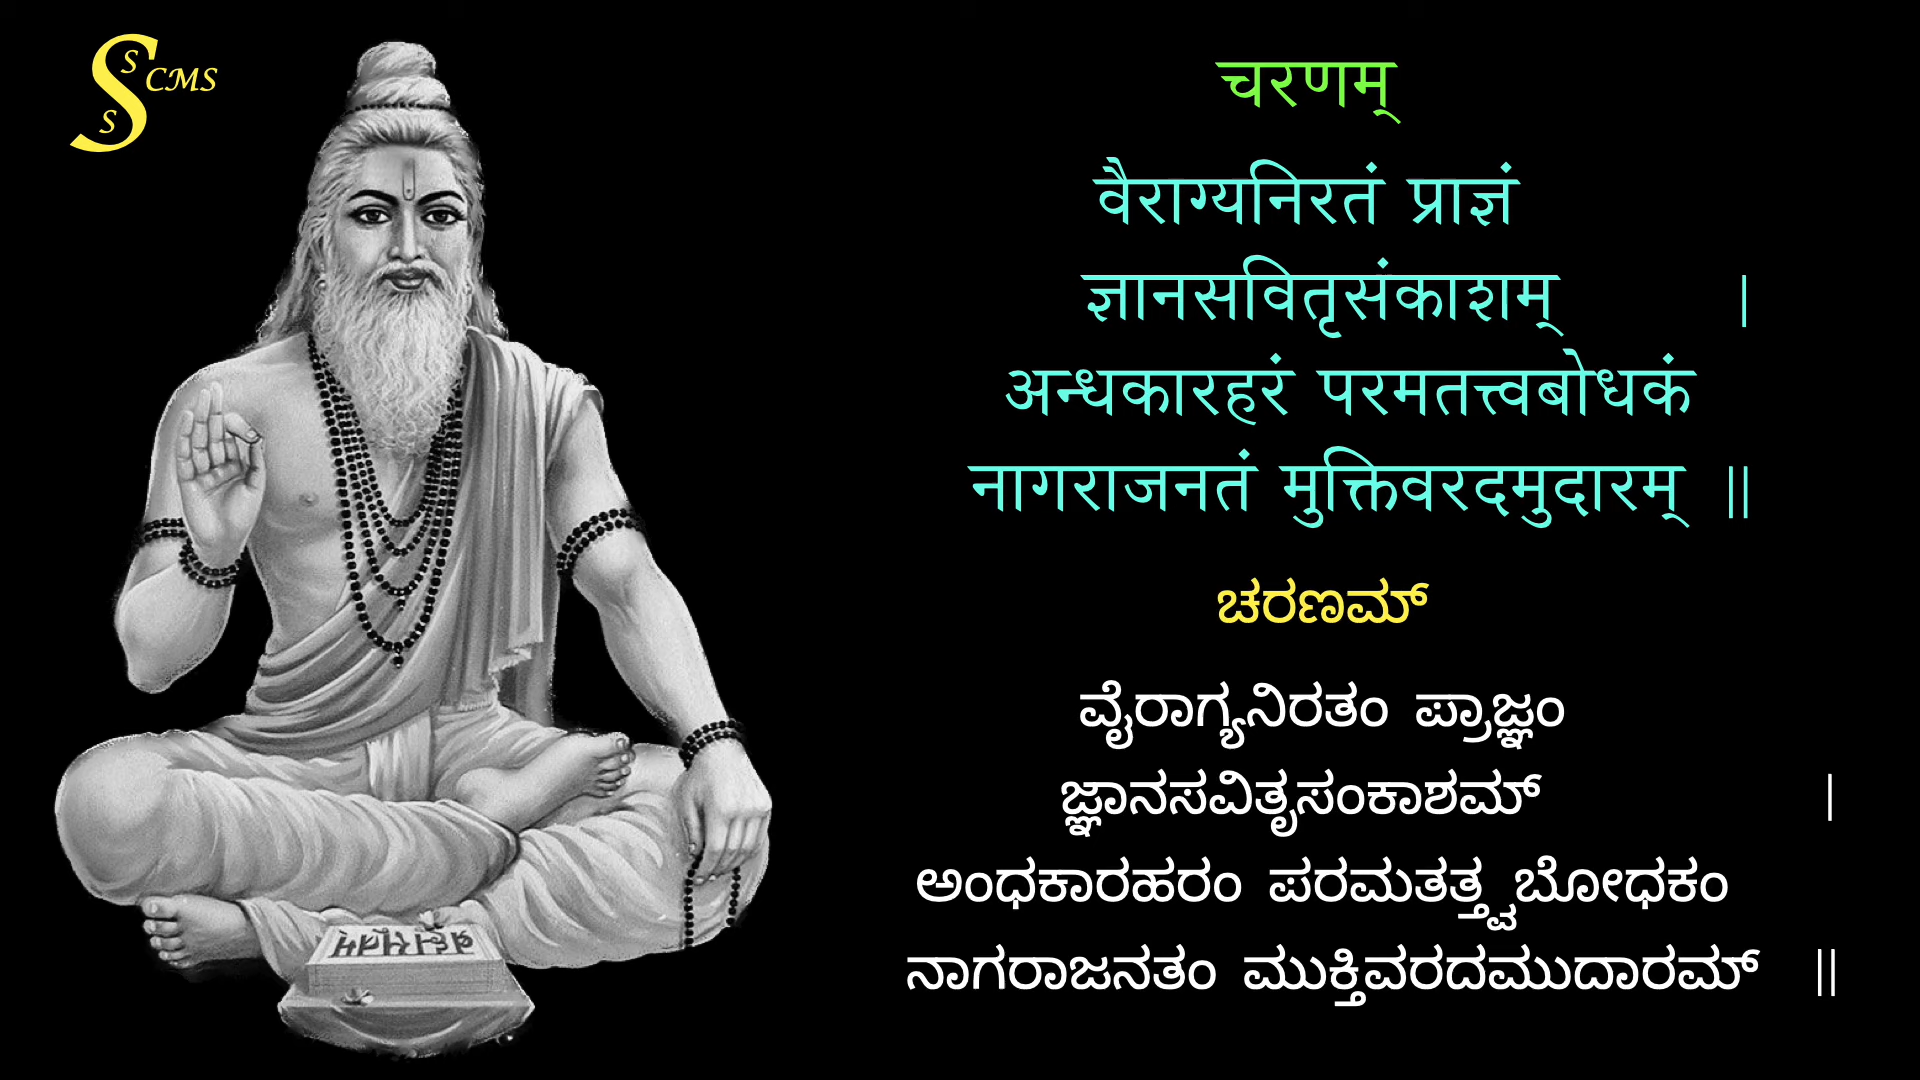 S
S
S
CMS
चरणम्
वैराग्यनिरतं प्राज्ञं
ज्ञानसवितृसंकाशम् |
अन्धकारहरं परमतत्त्वबोधकं
नागराजनतं मुक्तिवरदमुदारम् ||
ಚರಣಮ್
ವೈರಾಗ್ಯನಿರತಂ ಪ್ರಾಜ್ಞಂ
ಜ್ಞಾನಸವಿತೃಸಂಕಾಶಮ್ |
ಅಂಧಕಾರಹರಂ ಪರಮತತ್ತ್ವಬೋಧಕಂ
ನಾಗರಾಜನತಂ ಮುಕ್ತಿವರದಮುದಾರಮ್ ||